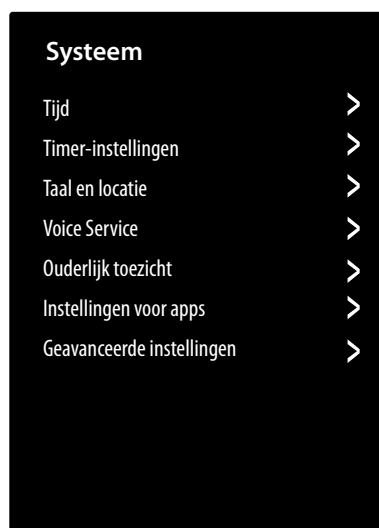 Systeem
Tijd
Timer-instellingen
Taal en locatie
Voice Service
Ouderlijk toezicht
Instellingen voor apps
Geavanceerde instellingen